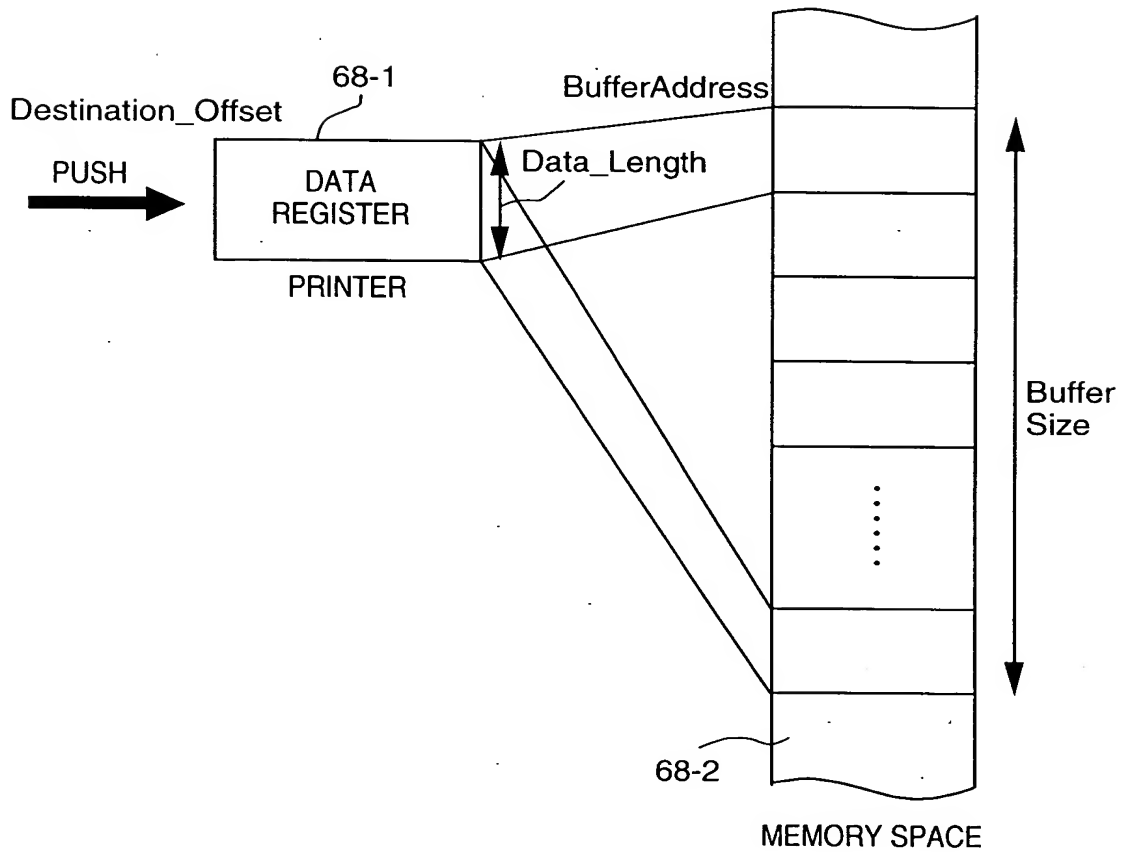 68-1
BufferAddress
Destination_Offset
PUSH
DATA
REGISTER
Data_Length
PRINTER
Buffer
Size
68-2
MEMORY SPACE